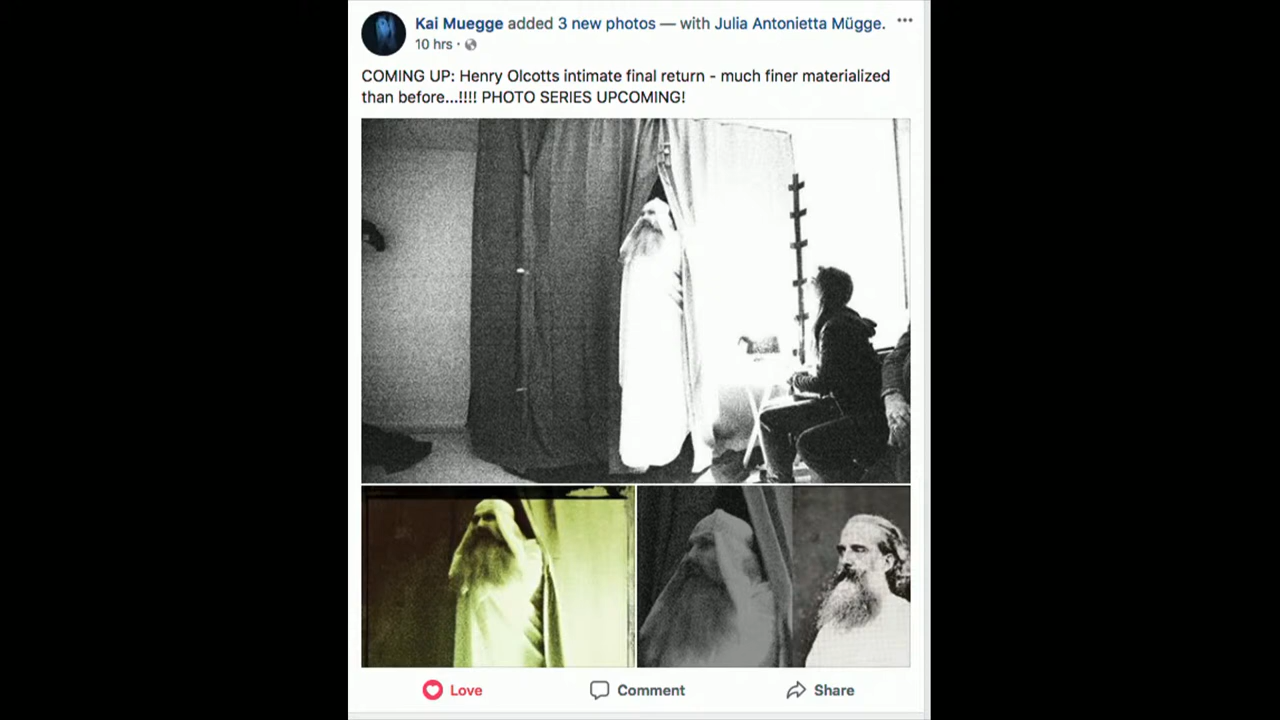 Kai Muegge added 3 new photos — with Julia Antonietta Mügge.
10 hrs ·
COMING UP: Henry Olcotts intimate final return - much finer materialized
than before...!!!! PHOTO SERIES UPCOMING!
Love Comment Share